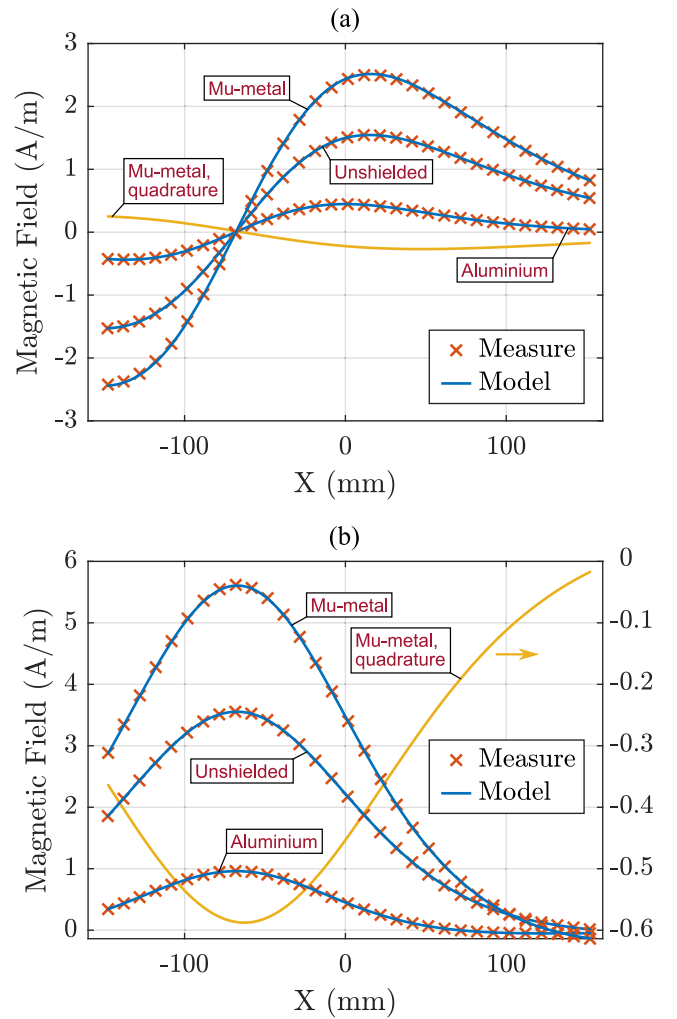 (a)
3
2
1
0
-1
-2
-3
Magnetic Field (A/m)
Mu-metal
Unshielded
Mu-metal,
quadrature
Aluminium
Measure
Model
-100
0
100
X (mm)
(b)
6
5
4
3
2
1
0
Magnetic Field (A/m)
0
-0.1
-0.2
-0.3
-0.4
-0.5
-0.6
Mu-metal
Mu-metal,
quadrature
Unshielded
Aluminium
Measure
Model
-100
0
100
X (mm)